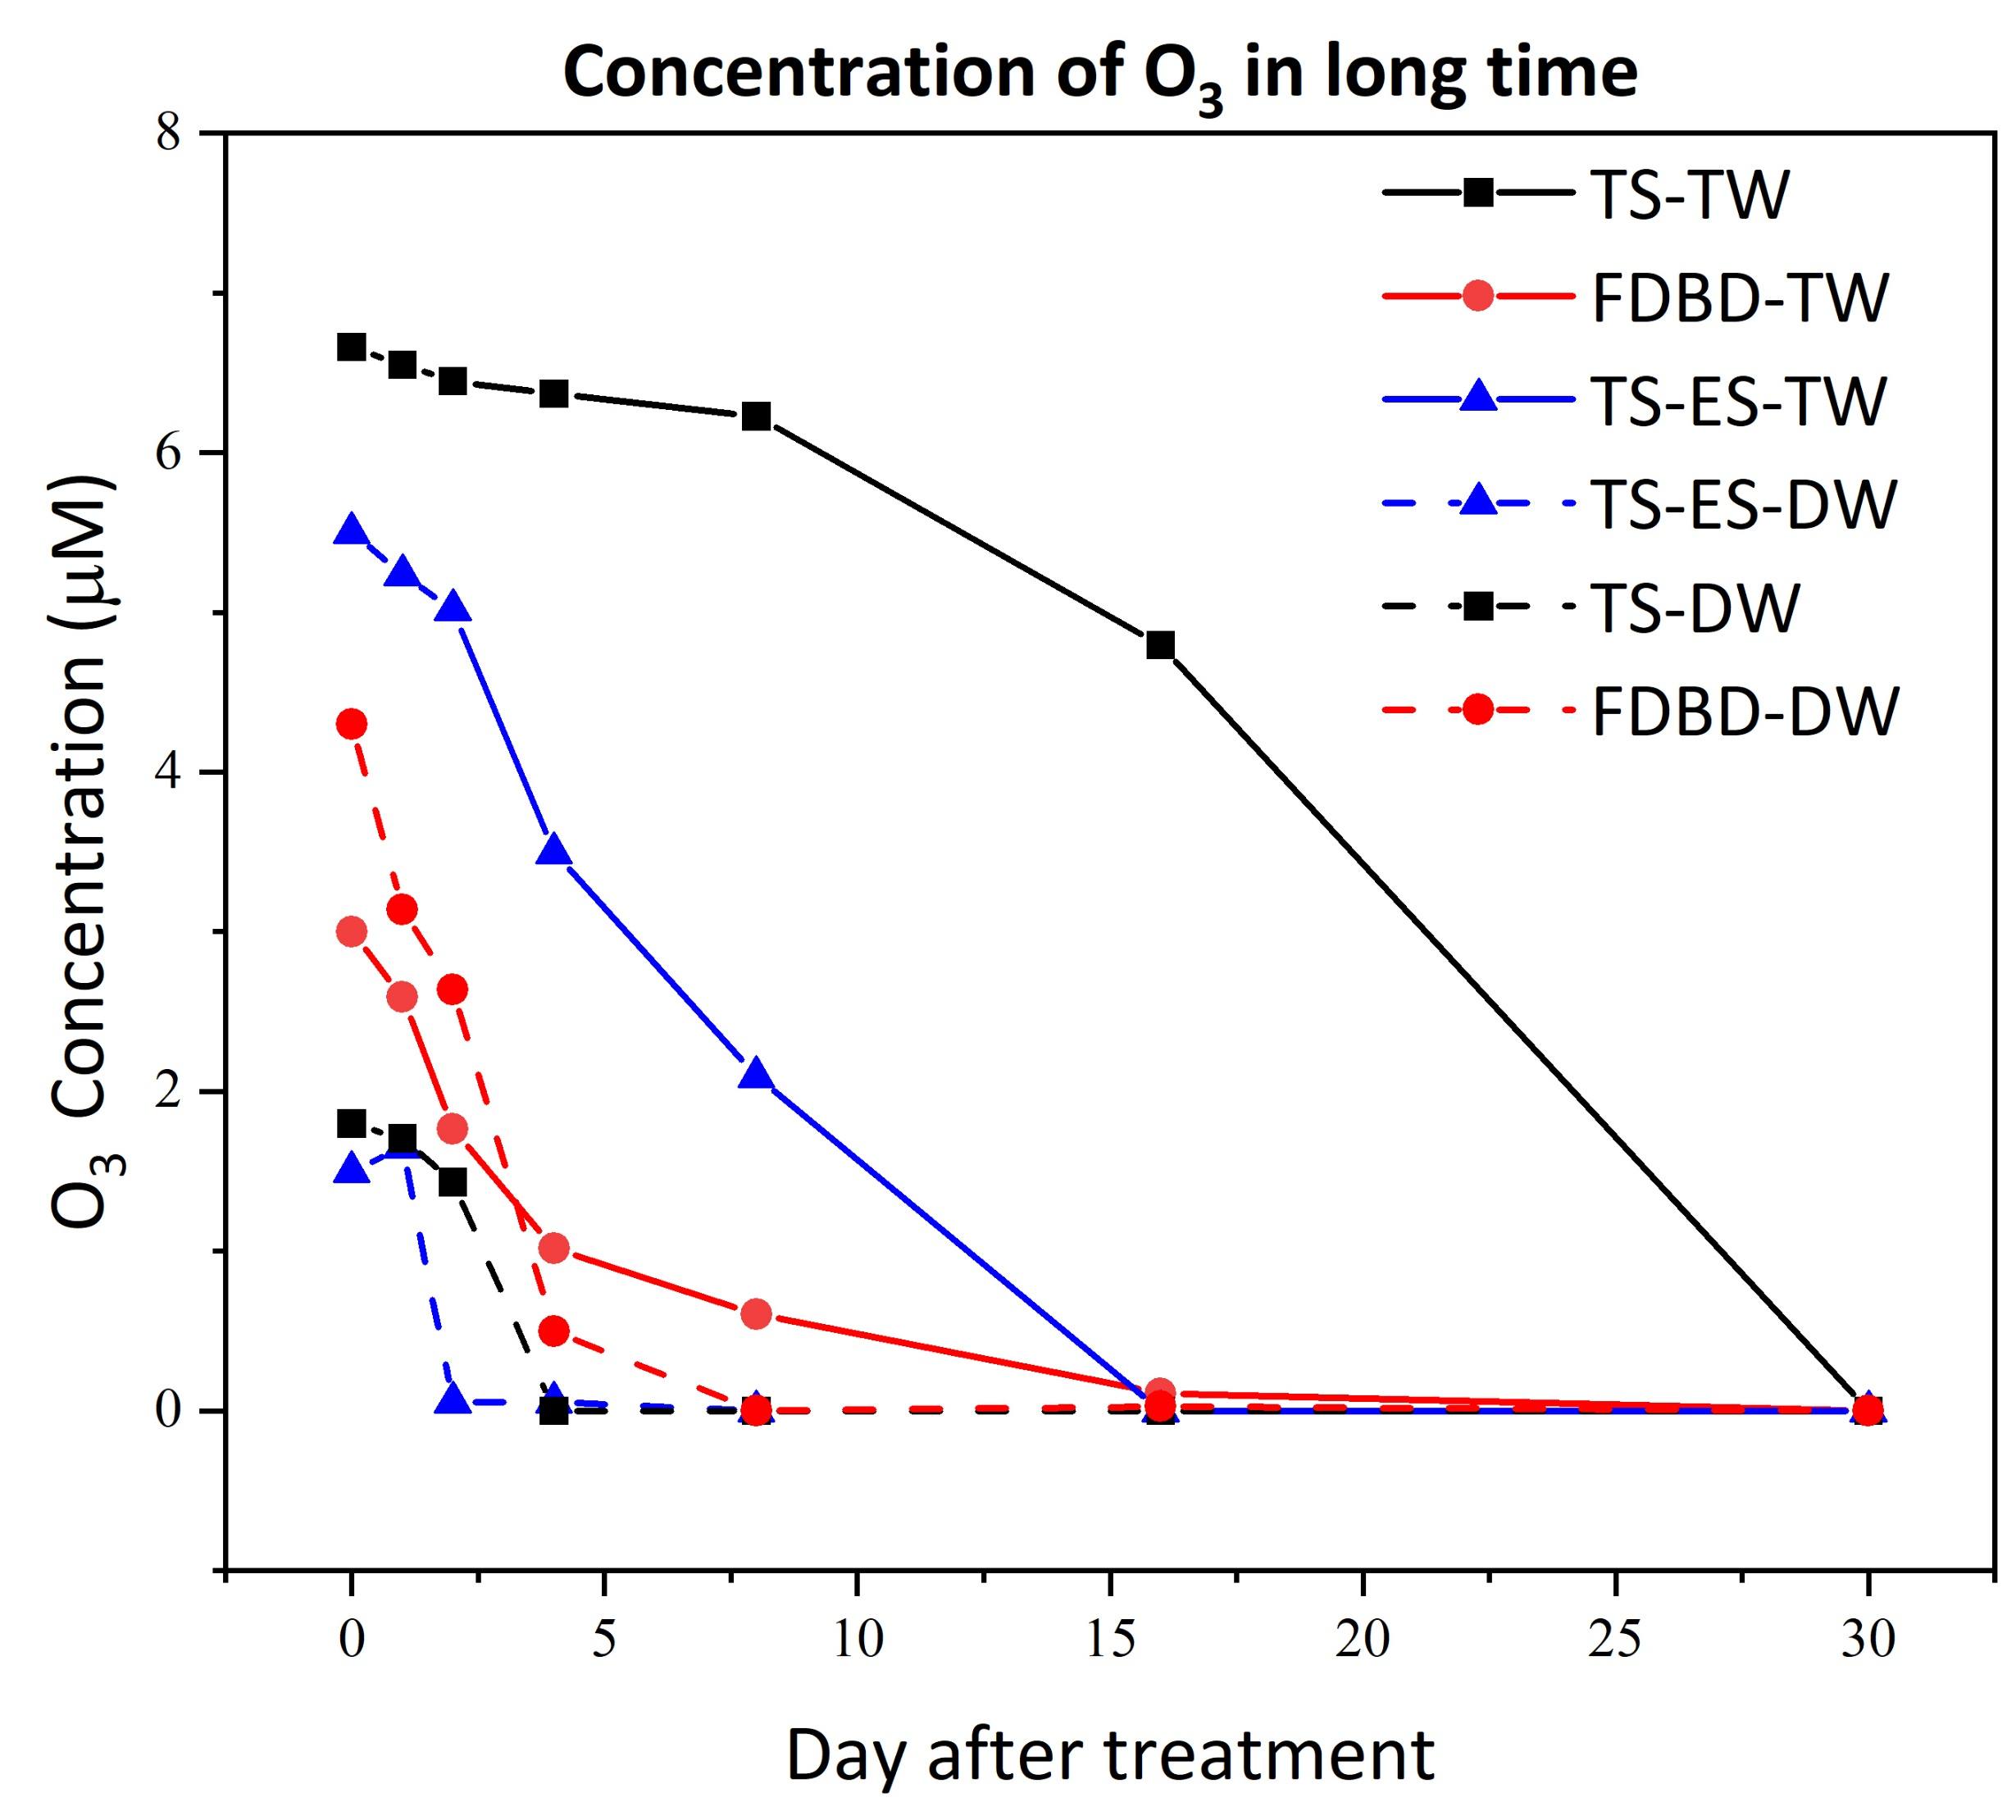 Concentration of O₃ in long time
8
6
4
2
0
O₃ Concentration (μM)
TS-TW
FDBD-TW
TS-ES-TW
TS-ES-DW
TS-DW
FDBD-DW
0 5 10 15 20 25 30
Day after treatment